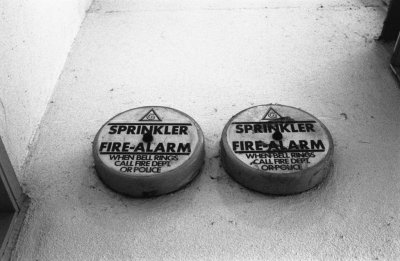 SPRINKLER
FIRE-ALARM
WHEN BELL RINGS
CALL FIRE DEPT.
OR POLICE
SPRINKLER
FIRE-ALARM
WHEN BELL RINGS
CALL FIRE DEPT.
OR POLICE